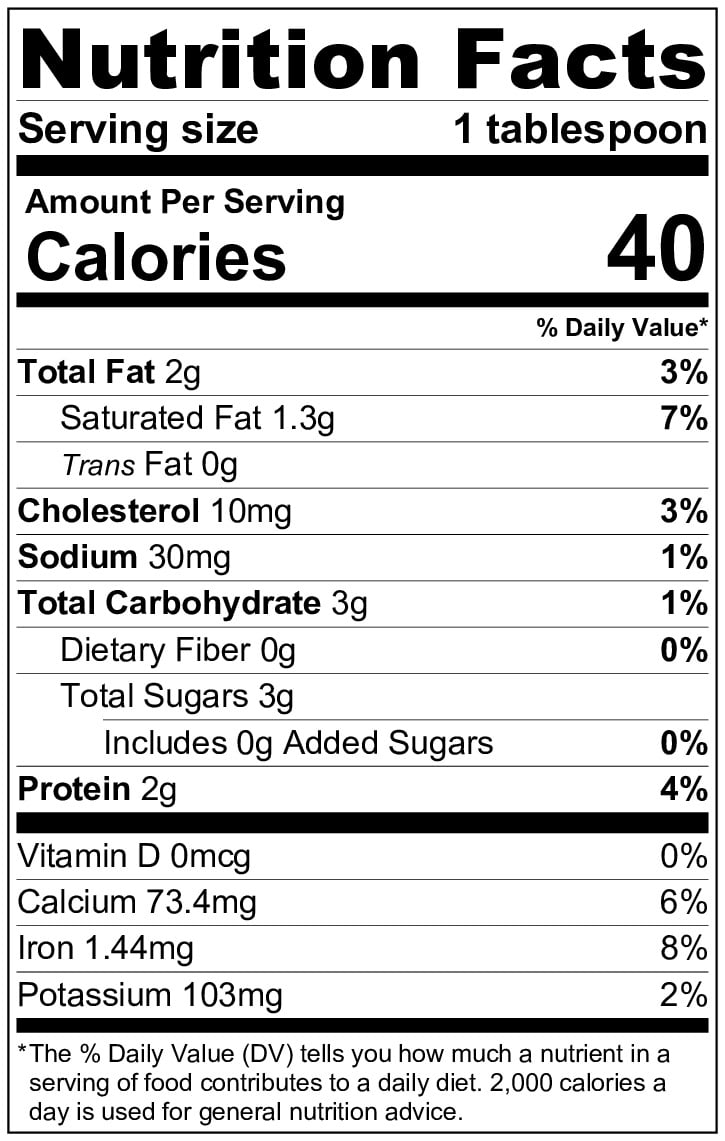 Nutrition Facts
Serving size 1 tablespoon
Amount Per Serving
Calories 40
% Daily Value*
Total Fat 2g 3%
Saturated Fat 1.3g 7%
Trans Fat 0g
Cholesterol 10mg 3%
Sodium 30mg 1%
Total Carbohydrate 3g 1%
Dietary Fiber 0g 0%
Total Sugars 3g
Includes 0g Added Sugars 0%
Protein 2g 4%
Vitamin D 0mcg 0%
Calcium 73.4mg 6%
Iron 1.44mg 8%
Potassium 103mg 2%
*The % Daily Value (DV) tells you how much a nutrient in a
serving of food contributes to a daily diet. 2,000 calories a
day is used for general nutrition advice.